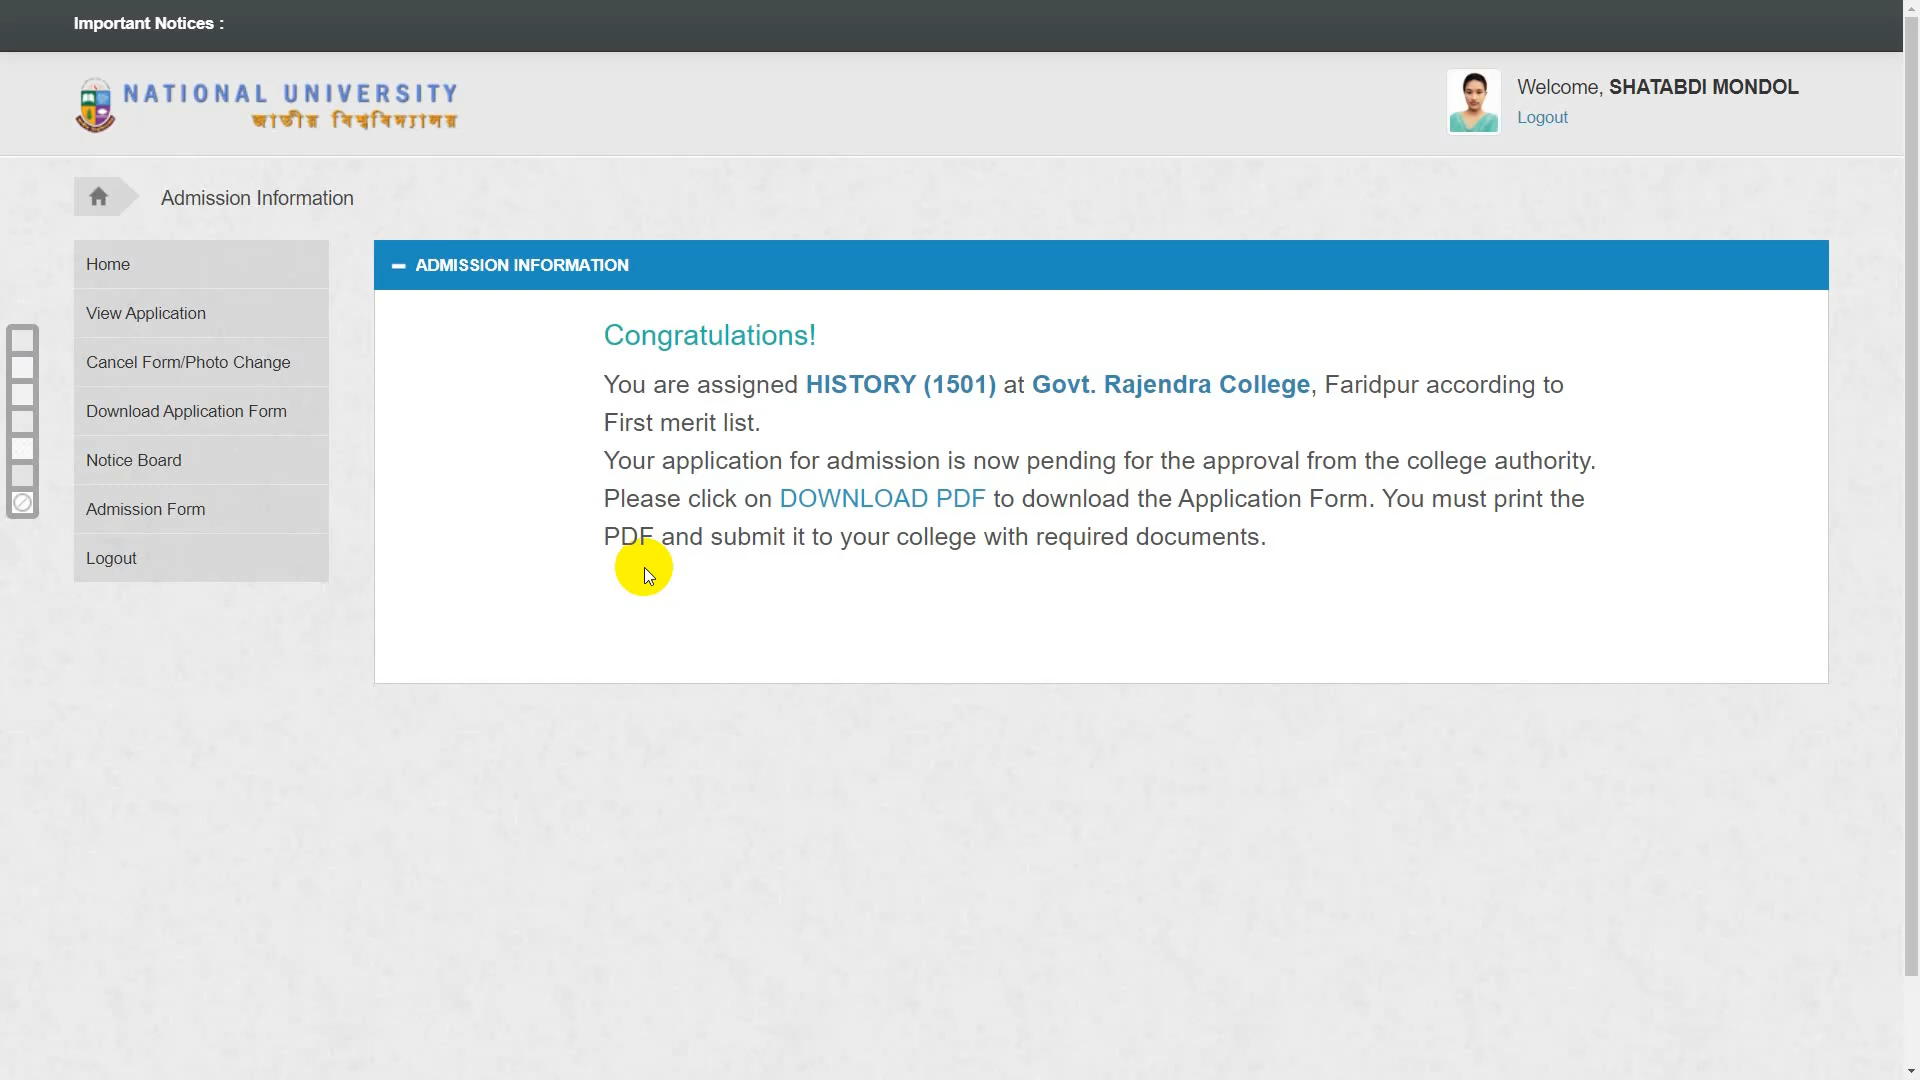 Important Notices :
NATIONAL UNIVERSITY
জাতীয় বিশ্ববিদ্যালয়
Welcome, SHATABDI MONDOL
Logout
Admission Information
Home
View Application
Cancel Form/Photo Change
Download Application Form
Notice Board
Admission Form
Logout
ADMISSION INFORMATION
Congratulations!
You are assigned HISTORY (1501) at Govt. Rajendra College, Faridpur according to
First merit list.
Your application for admission is now pending for the approval from the college authority.
Please click on DOWNLOAD PDF to download the Application Form. You must print the
PDF and submit it to your college with required documents.